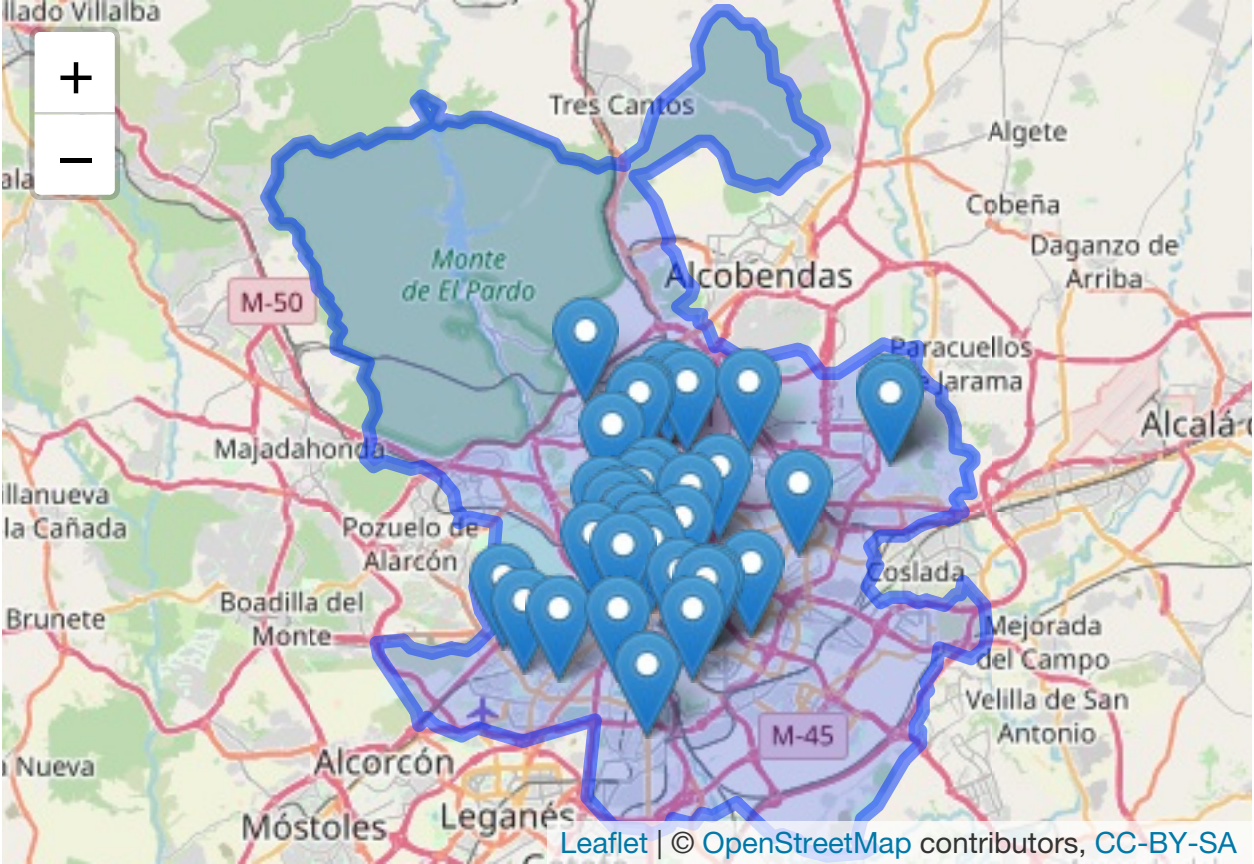 llado Villalba
+
−
Tres Cantos
Algete
ala
Cobeña
Monte
de El Pardo
Alcobendas
Daganzo de
Arriba
M-50
Paracuellos
Jarama
Majadahonda
Alcalá
illanueva
la Cañada
Pozuelo de
Alarcón
Coslada
Boadilla del
Monte
Brunete
Mejorada
del Campo
Velilla de San
Antonio
M-45
Alcorcón
Nueva
Leganés
Móstoles
Leaflet | © OpenStreetMap contributors, CC-BY-SA